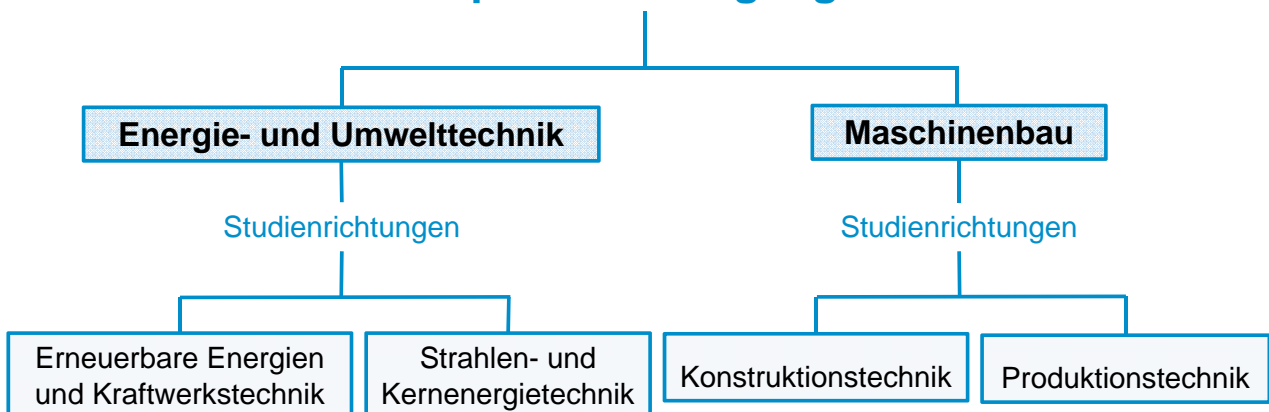 Energie- und Umwelttechnik
Maschinenbau
Studienrichtungen
Studienrichtungen
Erneuerbare Energien
und Kraftwerkstechnik
Strahlen- und
Kernenergietechnik
Konstruktionstechnik
Produktionstechnik